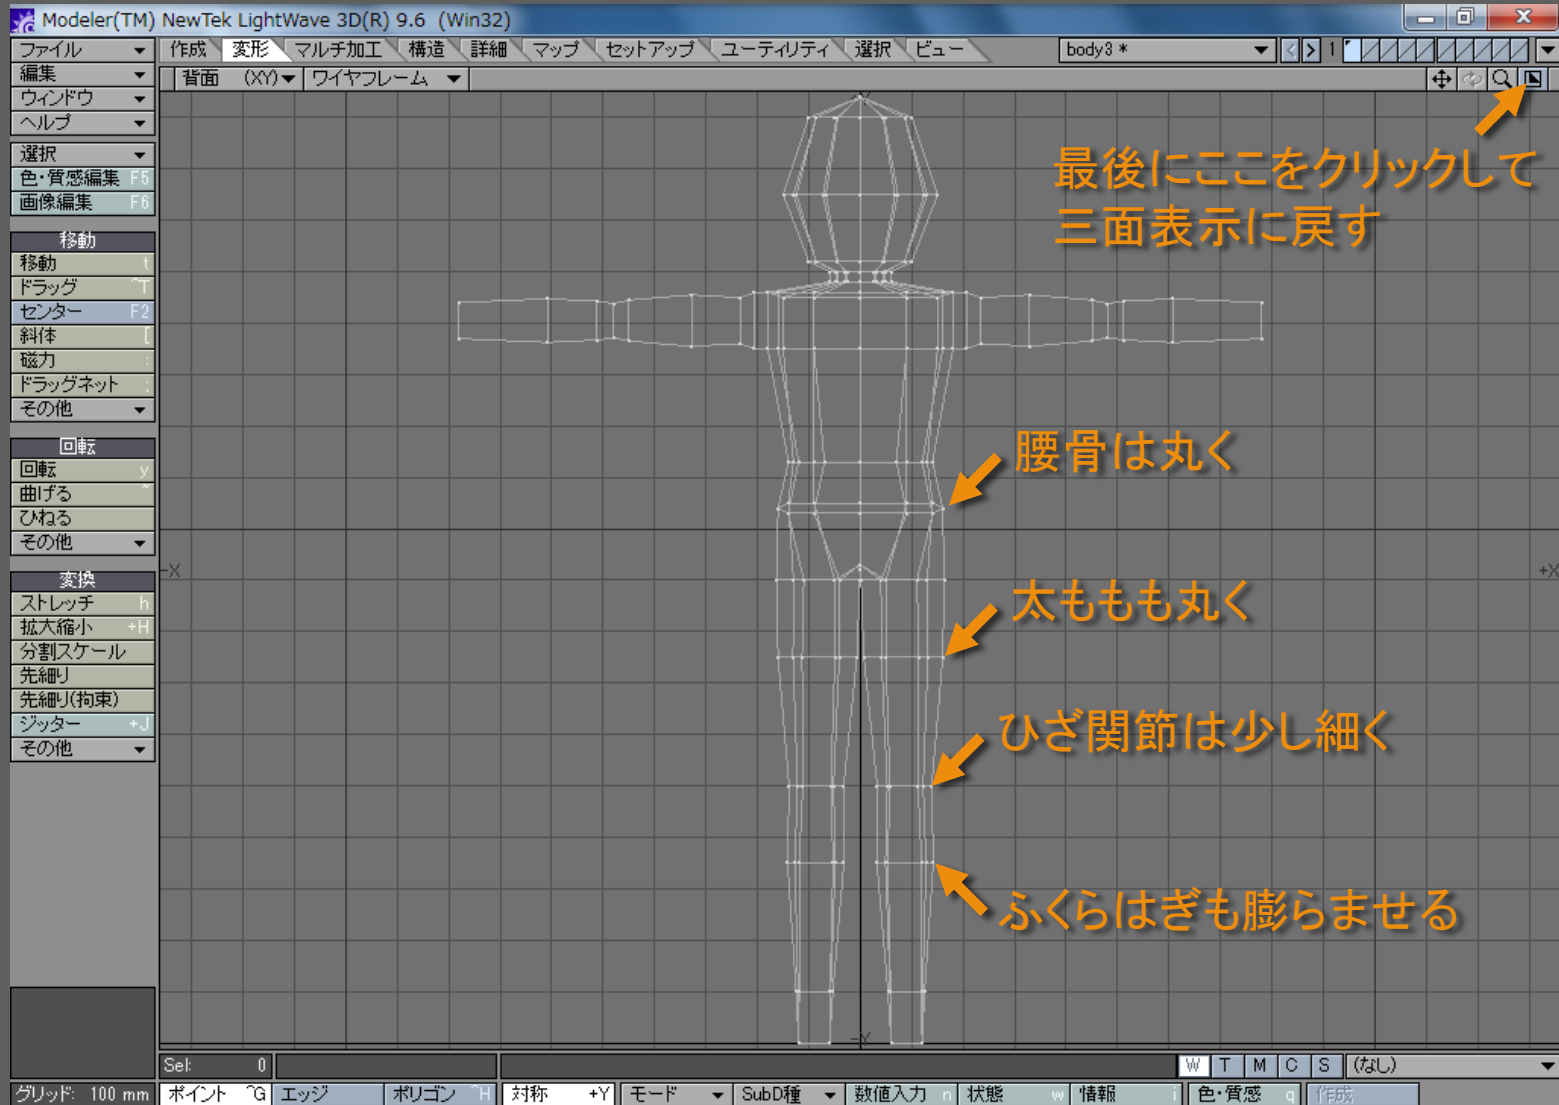 Modeler(TM) NewTek LightWave 3D(R) 9.6 (Win32)
ファイル
作成 変形 マルチ加工 構造 詳細 マップ セットアップ ユーティリティ 選択 ビュー
body3 *
1
編集
背面 (XY) ワイヤフレーム
ウィンドウ
ヘルプ
選択
色・質感編集 F5
画像編集 F6
移動
移動 t
ドラッグ ^T
センター F2
斜体 [
磁力 :
ドラッグネット ;
その他
回転
回転 y
曲げる ~
ひねる
その他
変換
ストレッチ h
拡大縮小 +H
分割スケール
先細り
先細り(拘束)
ジッター +J
その他
最後にここをクリックして
三面表示に戻す
腰骨は丸く
-X
+X
太ももも丸く
ひざ関節は少し細く
ふくらはぎも膨らませる
-Y
Sel: 0
W T M C S (なし)
グリッド: 100 mm
ポイント ^G エッジ ポリゴン ^H 対称 +Y モード SubD種 数値入力 n 状態 w 情報 i 色・質感 q 作成